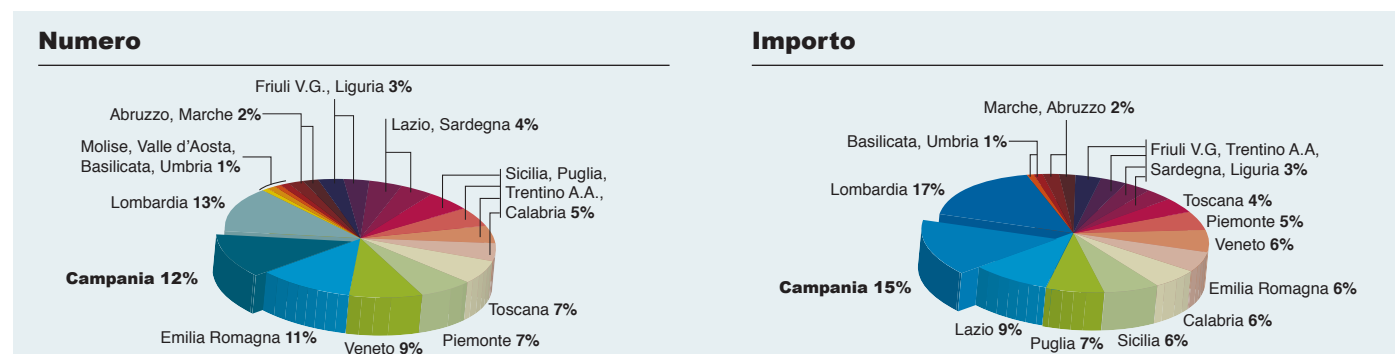 Numero
Friuli V.G., Liguria 3%
Abruzzo, Marche 2%
Lazio, Sardegna 4%
Molise, Valle d'Aosta,
Basilicata, Umbria 1%
Sicilia, Puglia,
Trentino A.A.,
Calabria 5%
Lombardia 13%
Campania 12%
Toscana 7%
Emilia Romagna 11%
Veneto 9%
Piemonte 7%
Importo
Marche, Abruzzo 2%
Basilicata, Umbria 1%
Friuli V.G, Trentino A.A,
Sardegna, Liguria 3%
Lombardia 17%
Toscana 4%
Piemonte 5%
Veneto 6%
Campania 15%
Emilia Romagna 6%
Calabria 6%
Lazio 9%
Puglia 7%
Sicilia 6%